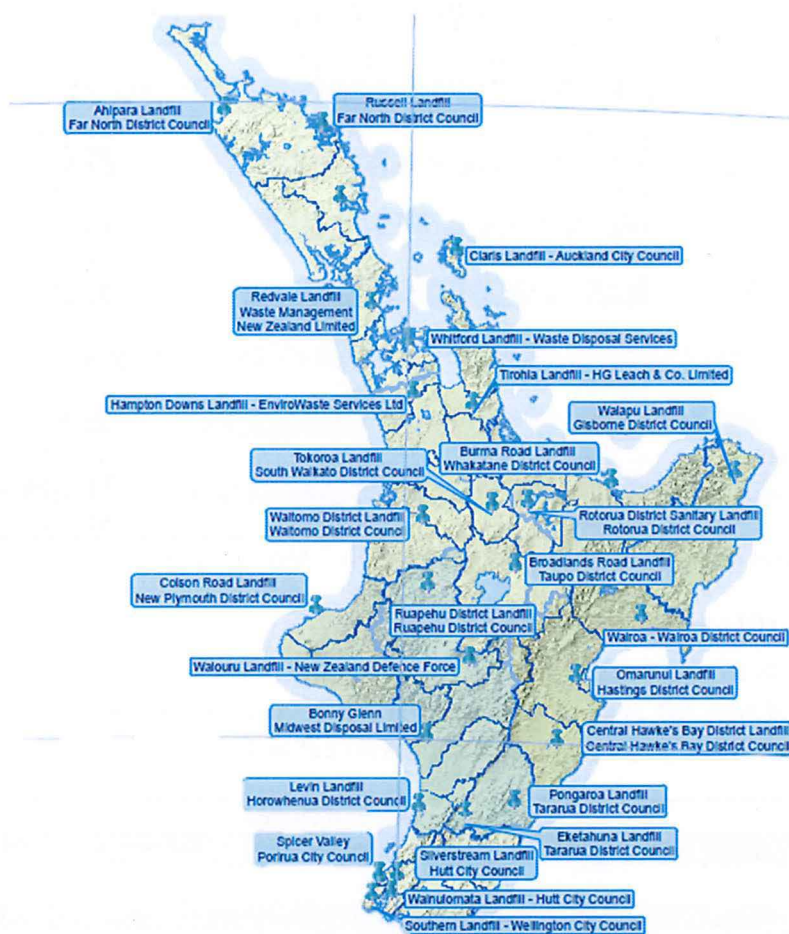 Ahipara Landfill
Far North District Council
Russell Landfill
Far North District Council
Claris Landfill - Auckland City Council
Redvale Landfill
Waste Management
New Zealand Limited
Whitford Landfill - Waste Disposal Services
Tirohia Landfill - HG Leach & Co. Limited
Hampton Downs Landfill - EnviroWaste Services Ltd
Waiapu Landfill
Gisborne District Council
Tokoroa Landfill
South Waikato District Council
Burma Road Landfill
Whakatane District Council
Waitomo District Landfill
Waitomo District Council
Rotorua District Sanitary Landfill
Rotorua District Council
Broadlands Road Landfill
Taupo District Council
Colson Road Landfill
New Plymouth District Council
Ruapehu District Landfill
Ruapehu District Council
Wairoa - Wairoa District Council
Waiouru Landfill - New Zealand Defence Force
Omarunui Landfill
Hastings District Council
Bonny Glenn
Midwest Disposal Limited
Central Hawke's Bay District Landfill
Central Hawke's Bay District Council
Levin Landfill
Horowhenua District Council
Pongaroa Landfill
Tararua District Council
Eketahuna Landfill
Tararua District Council
Spicer Valley
Porirua City Council
Silverstream Landfill
Hutt City Council
Wainuiomata Landfill - Hutt City Council
Southern Landfill - Wellington City Council